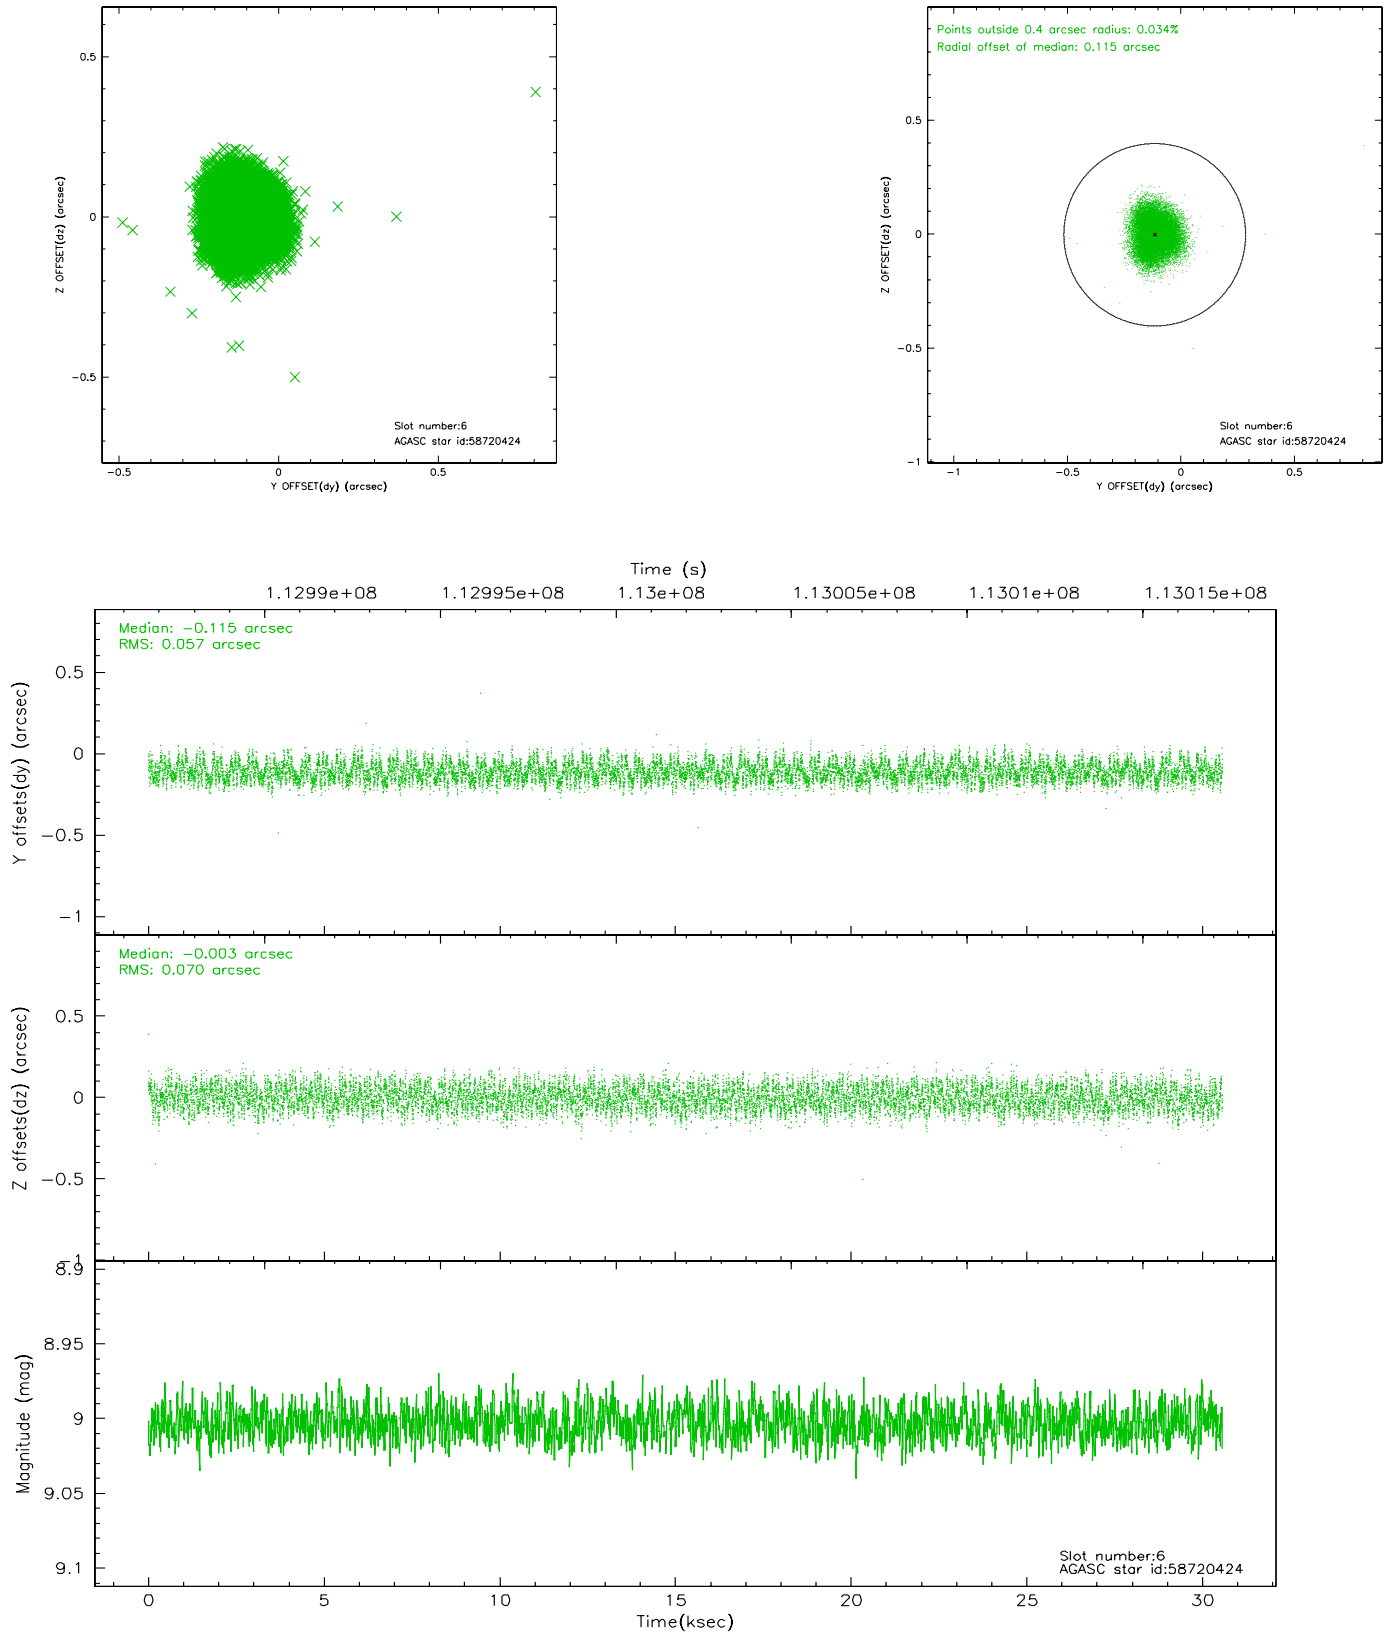 0.5
0
−0.5
Z OFFSET(dz) (arcsec)
Slot number:6
AGASC star id:58720424
−0.5
0
0.5
Y OFFSET(dy) (arcsec)
Points outside 0.4 arcsec radius: 0.034%
Radial offset of median: 0.115 arcsec
0.5
0
−0.5
−1
Z OFFSET(dz) (arcsec)
Slot number:6
AGASC star id:58720424
−1
−0.5
0
0.5
Y OFFSET(dy) (arcsec)
Time (s)
1.1299e+08
1.12995e+08
1.13e+08
1.13005e+08
1.1301e+08
1.13015e+08
Median: −0.115 arcsec
RMS: 0.057 arcsec
0.5
0
−0.5
−1
Y offsets(dy) (arcsec)
Median: −0.003 arcsec
RMS: 0.070 arcsec
0.5
0
−0.5
−1
Z offsets(dz) (arcsec)
8.9
8.95
9
9.05
9.1
Magnitude (mag)
Slot number:6
AGASC star id:58720424
0
5
10
15
20
25
30
Time(ksec)